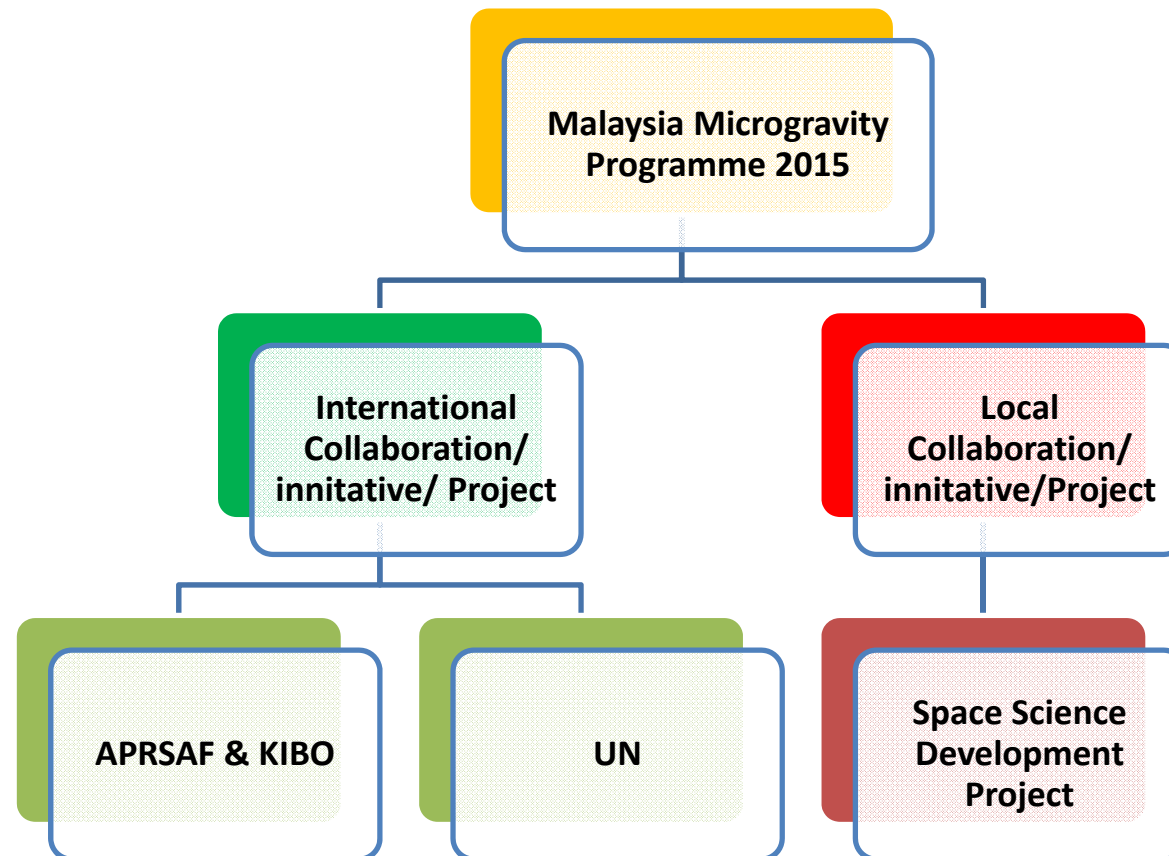 Malaysia Microgravity
Programme 2015
International
Collaboration/
innitative/ Project
Local
Collaboration/
innitative/Project
APRSAF & KIBO
UN
Space Science
Development
Project